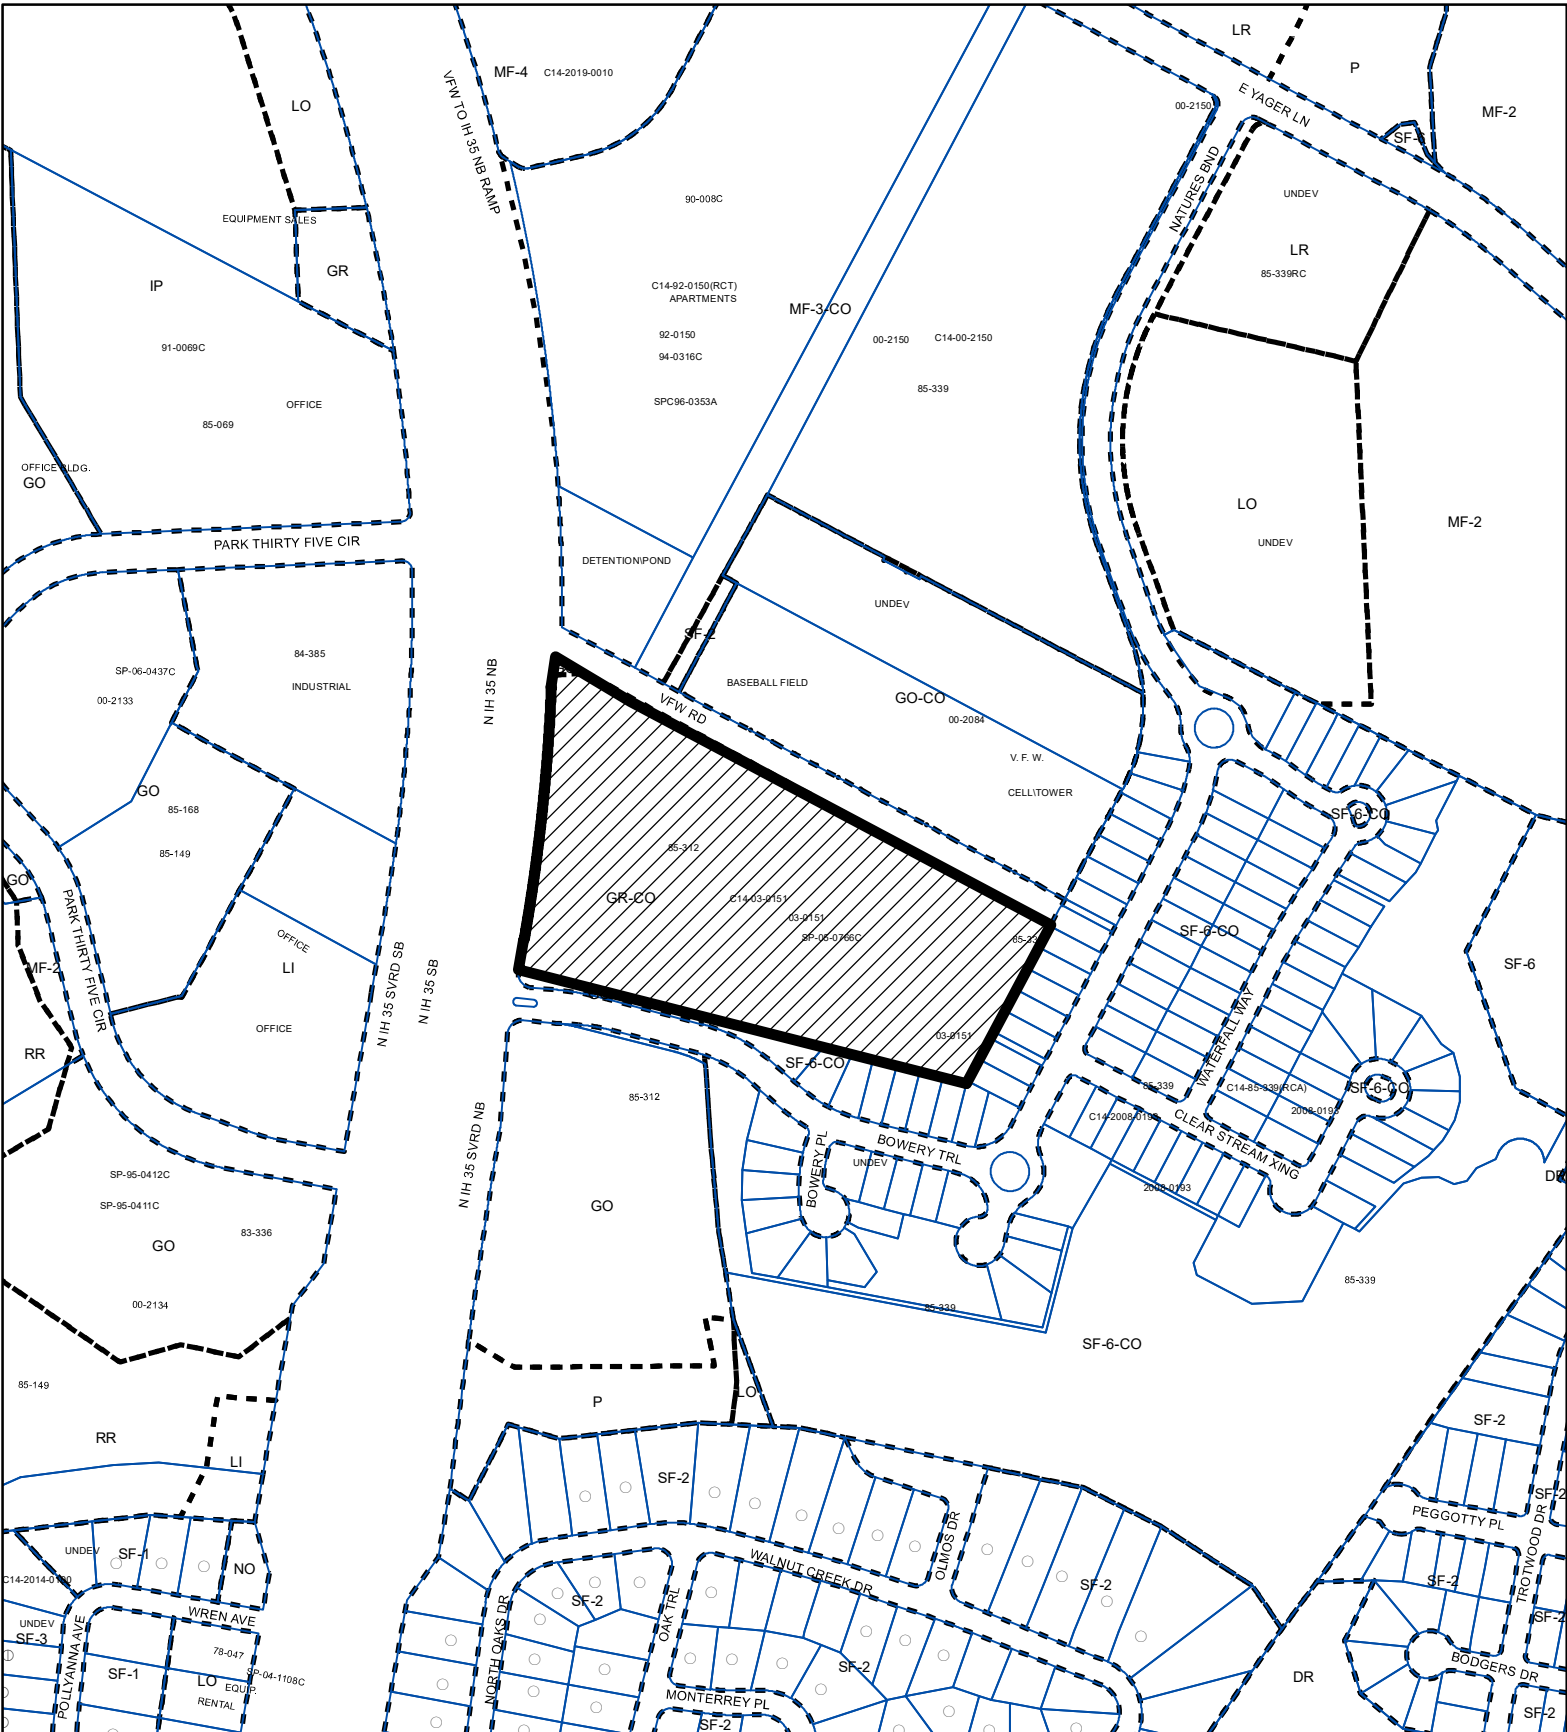 LR
P
MF-4 C14-2019-0010
E YAGER LN
LO
00-2150
MF-2
SF-6
VFW TO IH 35 NB RAMP
NATURES BND
UNDEV
90-008C
EQUIPMENT SALES
LR
GR
85-339RC
IP
C14-92-0150(RCT)
APARTMENTS
MF-3-CO
92-0150
00-2150 C14-00-2150
91-0069C
94-0316C
85-339
SPC96-0353A
OFFICE
85-069
OFFICE BLDG.
GO
LO
MF-2
PARK THIRTY FIVE CIR
UNDEV
DETENTION\POND
UNDEV
SF-2
84-385
SP-06-0437C
INDUSTRIAL
00-2133
N IH 35 NB
BASEBALL FIELD
GO-CO
VFW RD
00-2084
V. F. W.
CELL\TOWER
GO
85-168
SF-6-CO
85-149
85-312
GO
GR-CO
C14-03-0151
03-0151
SP-05-0766C
85-33
SF-6-CO
PARK THIRTY FIVE CIR
OFFICE
LI
MF-2
SF-6
N IH 35 SVRD SB
N IH 35 SB
OFFICE
03-0151
WATERFALL WAY
RR
SF-6-CO
85-339
C14-85-339(RCA)
SF-6-CO
85-312
2008-0193
C14-2008-0193
CLEAR STREAM XING
N IH 35 SVRD NB
BOWERY PL
BOWERY TRL
UNDEV
SP-95-0412C
DR
2008-0193
SP-95-0411C
GO
83-336
GO
85-339
00-2134
85-339
SF-6-CO
85-149
P
LO
SF-2
RR
LI
SF-2
SF-2
PEGGOTTY PL
TROTWOOD DR
OLMOS DR
UNDEV
SF-1
NO
WALNUT CREEK DR
C14-2014-0100
SF-2
SF-2
SF-2
WREN AVE
OAK TRL
SF-2
UNDEV
SF-3
POLLYANNA AVE
NORTH OAKS DR
78-047
SF-1
LO
SP-04-1108C
EQUIP.
RENTAL
SF-2
DR
BODGERS DR
MONTERREY PL
SF-2
SF-2